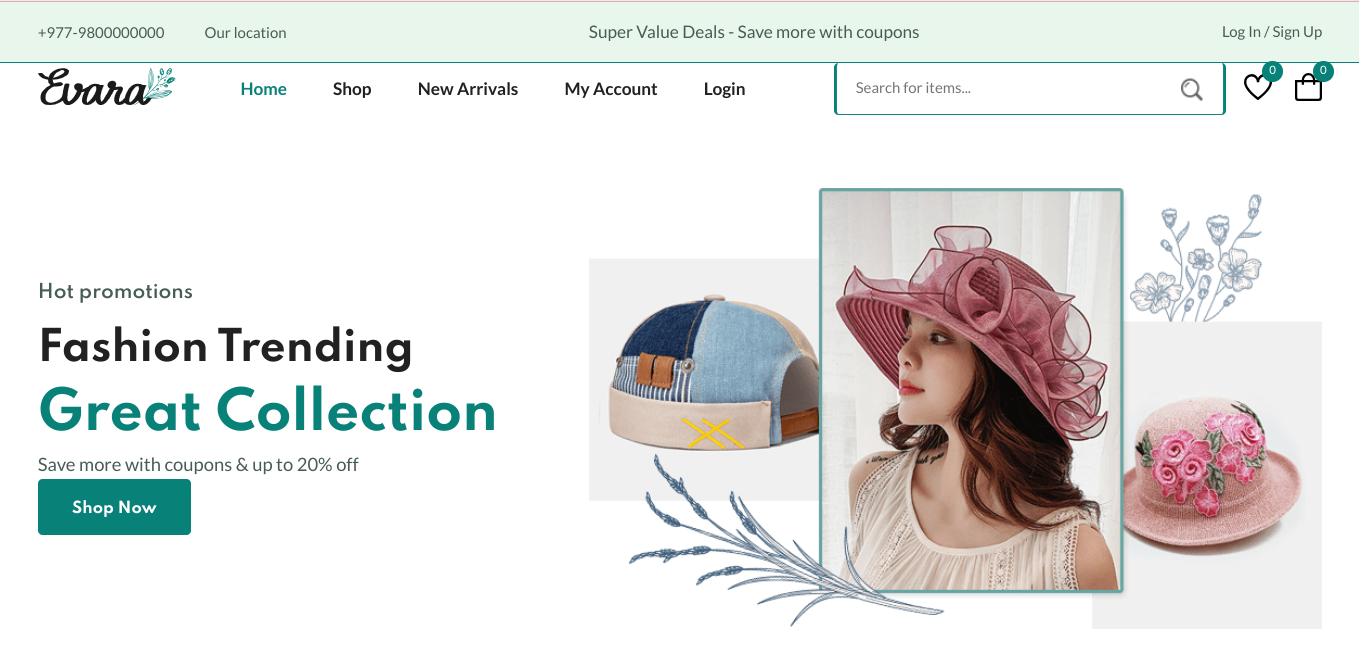 +977-9800000000 Our location Super Value Deals - Save more with coupons Log In / Sign Up
Evara Home Shop New Arrivals My Account Login Search for items... 0 0
Hot promotions
Fashion Trending
Great Collection
Save more with coupons & up to 20% off
Shop Now